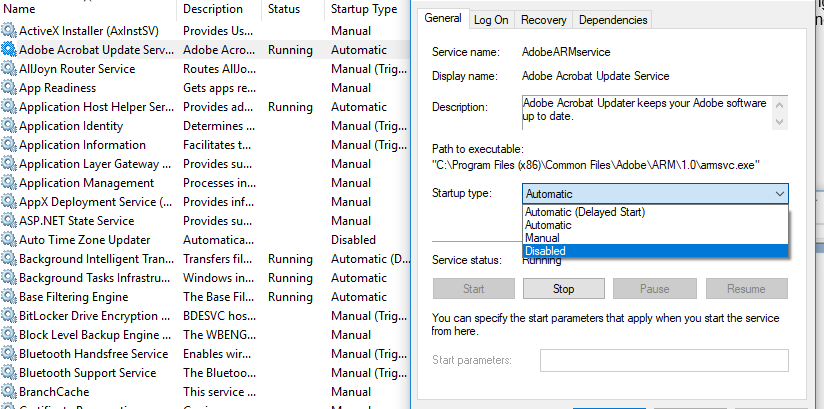 Name Description Status Startup Type
ActiveX Installer (AxInstSV) Provides Us... Manual
Adobe Acrobat Update Serv... Adobe Acro... Running Automatic
AllJoyn Router Service Routes AllJo... Manual (Trig...
App Readiness Gets apps re... Manual
Application Host Helper Ser... Provides ad... Running Automatic
Application Identity Determines ... Manual (Trig...
Application Information Facilitates t... Manual (Trig...
Application Layer Gateway ... Provides su... Manual
Application Management Processes in... Manual
AppX Deployment Service (... Provides inf... Manual
ASP.NET State Service Provides su... Manual
Auto Time Zone Updater Automatica... Disabled
Background Intelligent Tran... Transfers fil... Running Automatic (D...
Background Tasks Infrastru... Windows in... Running Automatic
Base Filtering Engine The Base Fil... Running Automatic
BitLocker Drive Encryption ... BDESVC hos... Manual (Trig...
Block Level Backup Engine ... The WBENG... Manual
Bluetooth Handsfree Service Enables wir... Manual (Trig...
Bluetooth Support Service The Bluetoo... Manual (Trig...
BranchCache This service ... Manual
General Log On Recovery Dependencies
Service name: AdobeARMservice
Display name: Adobe Acrobat Update Service
Description: Adobe Acrobat Updater keeps your Adobe software
up to date.
Path to executable:
"C:\Program Files (x86)\Common Files\Adobe\ARM\1.0\armsvc.exe"
Startup type: Automatic
Automatic (Delayed Start)
Automatic
Manual
Disabled
Service status: Running
Start Stop Pause Resume
You can specify the start parameters that apply when you start the service
from here.
Start parameters: